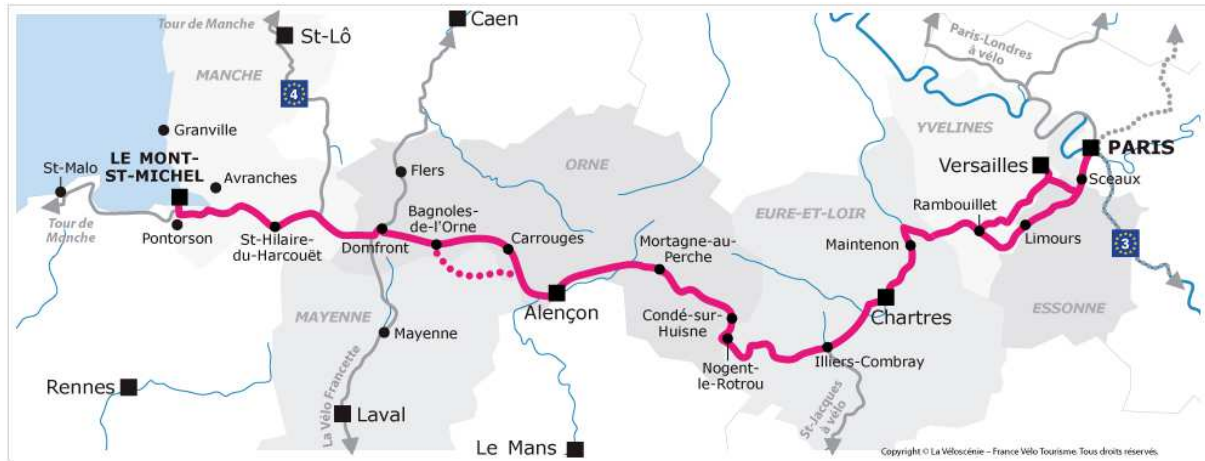 Tour de Manche
St-Lô
Caen
MANCHE
4
Granville
St-Malo
LE MONT-
ST-MICHEL
Avranches
Tour de
Manche
Pontorson
St-Hilaire-
du-Harcouët
Flers
ORNE
Bagnoles-
de-l'Orne
Domfront
Carrouges
Alençon
MAYENNE
Mayenne
Rennes
La Vélo Francette
Laval
Le Mans
Mortagne-au-
Perche
Condé-sur-
Huisne
Nogent-
le-Rotrou
EURE-ET-LOIR
Maintenon
Chartres
Illiers-Combray
St-Jacques
à vélo
Paris-Londres
à vélo
YVELINES
Versailles
PARIS
Sceaux
Rambouillet
Limours
3
ESSONNE
Copyright © La Véloscénie – France Vélo Tourisme. Tous droits réservés.